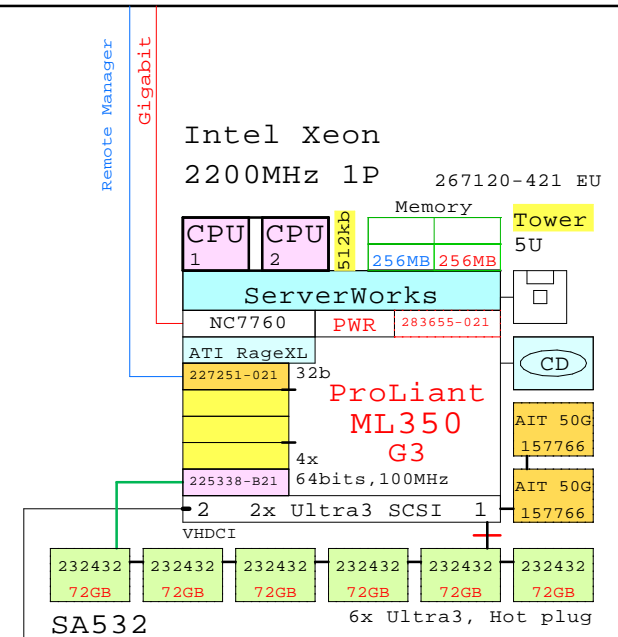 Remote Manager
Gigabit
Intel Xeon
2200MHz 1P
267120-421 EU
Memory
Tower
5U
CPU
1
CPU
2
512kb
256MB
256MB
ServerWorks
NC7760
PWR
283655-021
ATI RageXL
227251-021
32b
CD
ProLiant
ML350
G3
AIT 50G
157766
4x
225338-B21
64bits,100MHz
AIT 50G
157766
2
2x Ultra3 SCSI
1
VHDCI
232432
72GB
232432
72GB
232432
72GB
232432
72GB
232432
72GB
232432
72GB
SA532
6x Ultra3, Hot plug